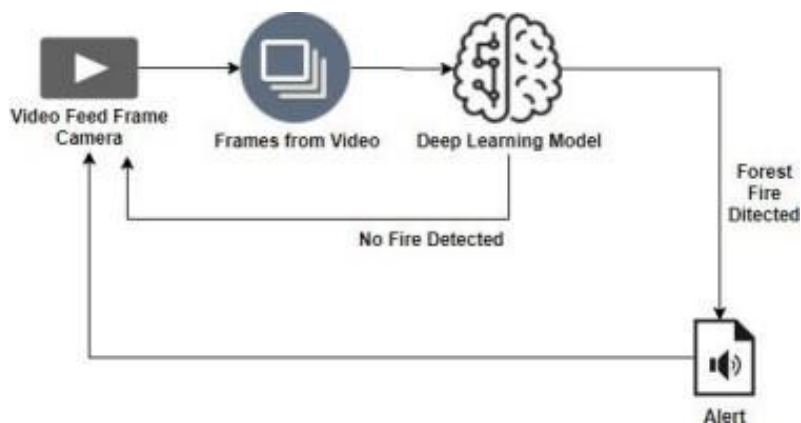 Video Feed Frame
Camera
Frames from Video
Deep Learning Model
Forest
Fire
Ditected
No Fire Detected
Alert